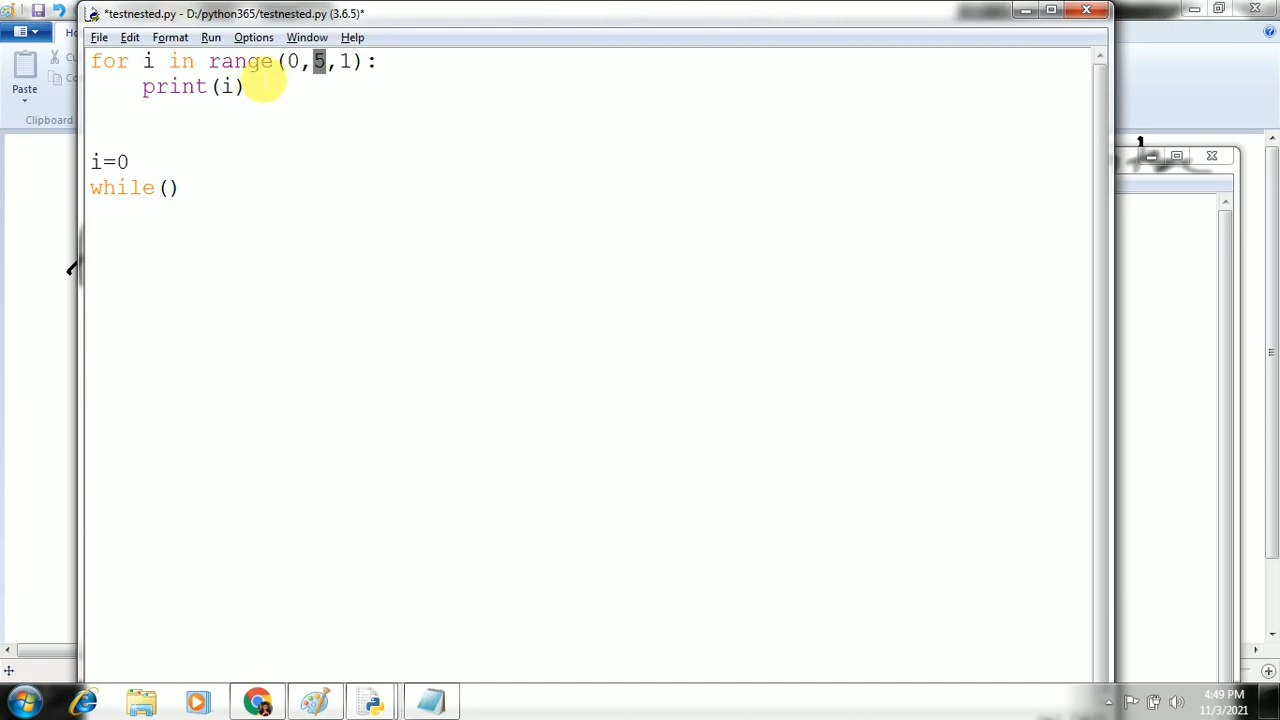 *testnested.py - D:/python365/testnested.py (3.6.5)*
File Edit Format Run Options Window Help
for i in range(0,5,1):
print(i)
i=0
while()
Paste
Clipboard
4:49 PM
11/3/2021